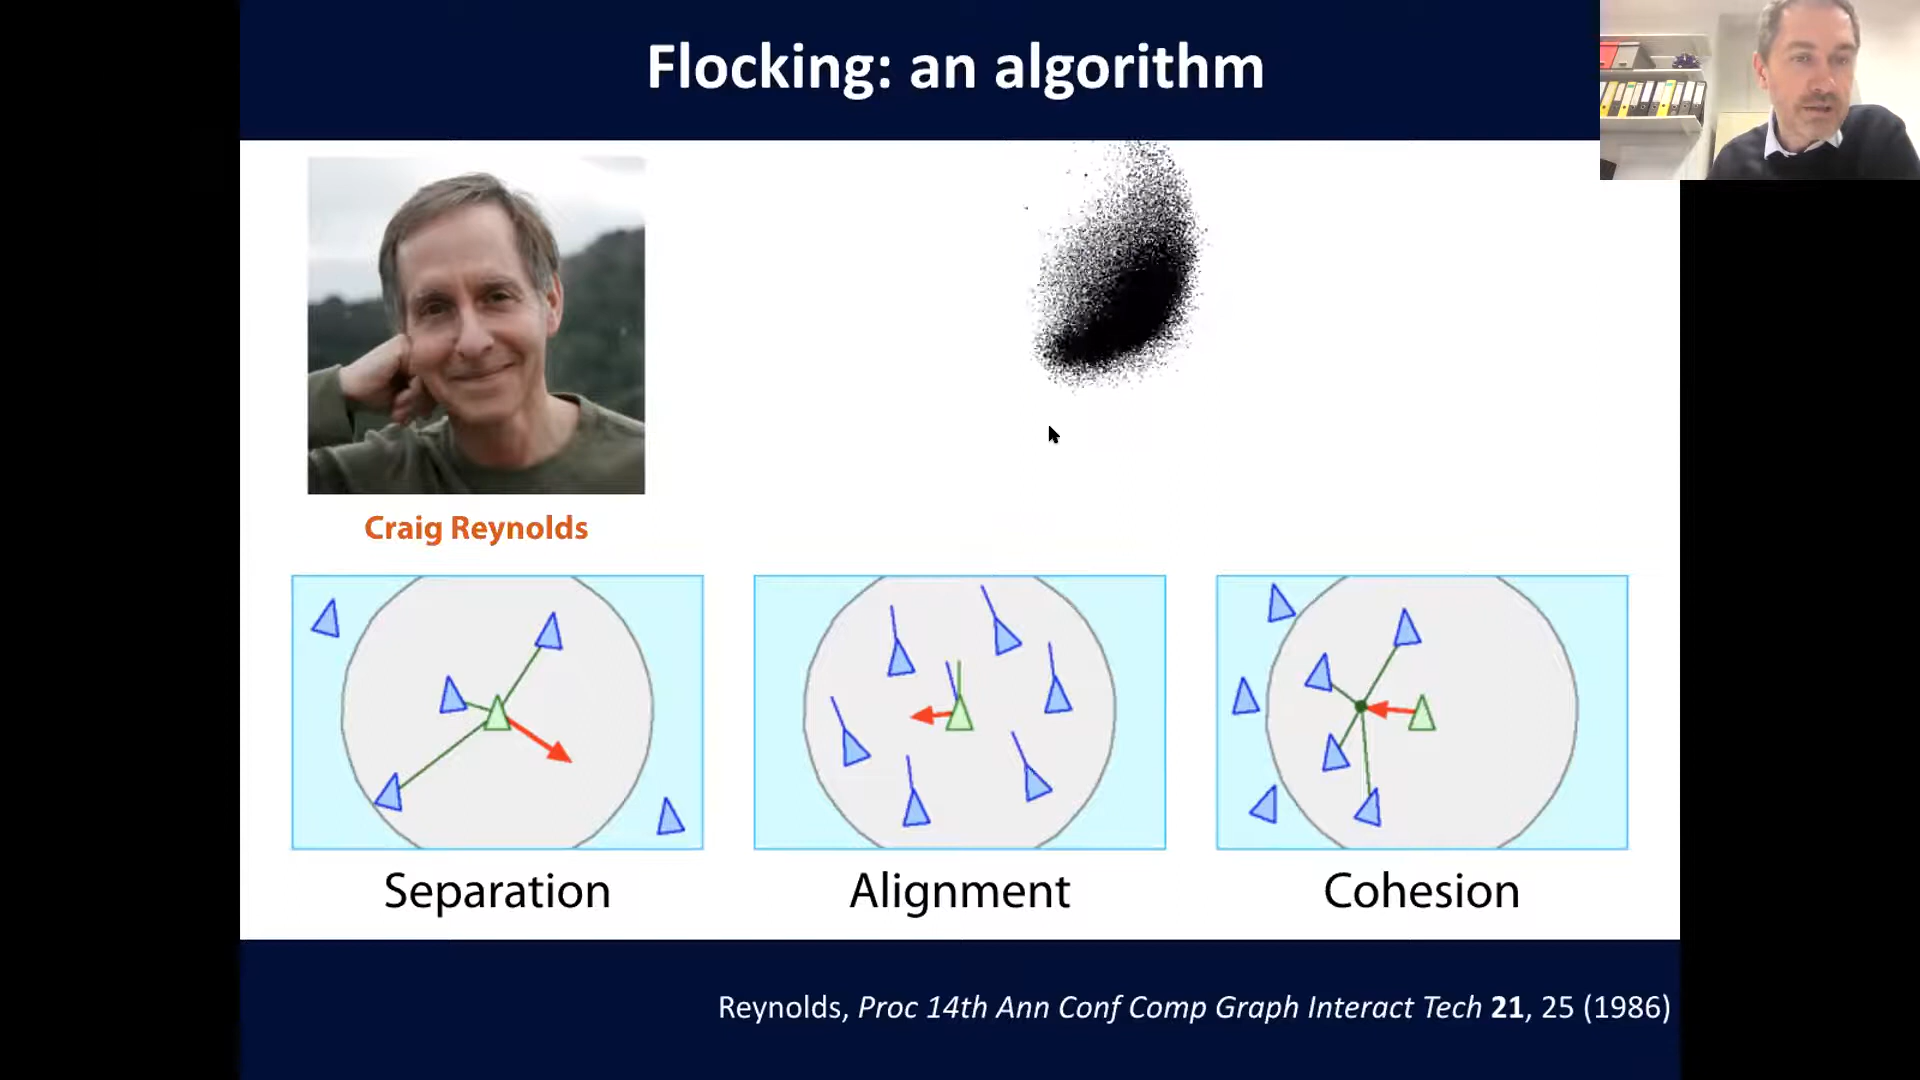 Flocking: an algorithm
Craig Reynolds
Separation
Alignment
Cohesion
Reynolds, Proc 14th Ann Conf Comp Graph Interact Tech 21, 25 (1986)